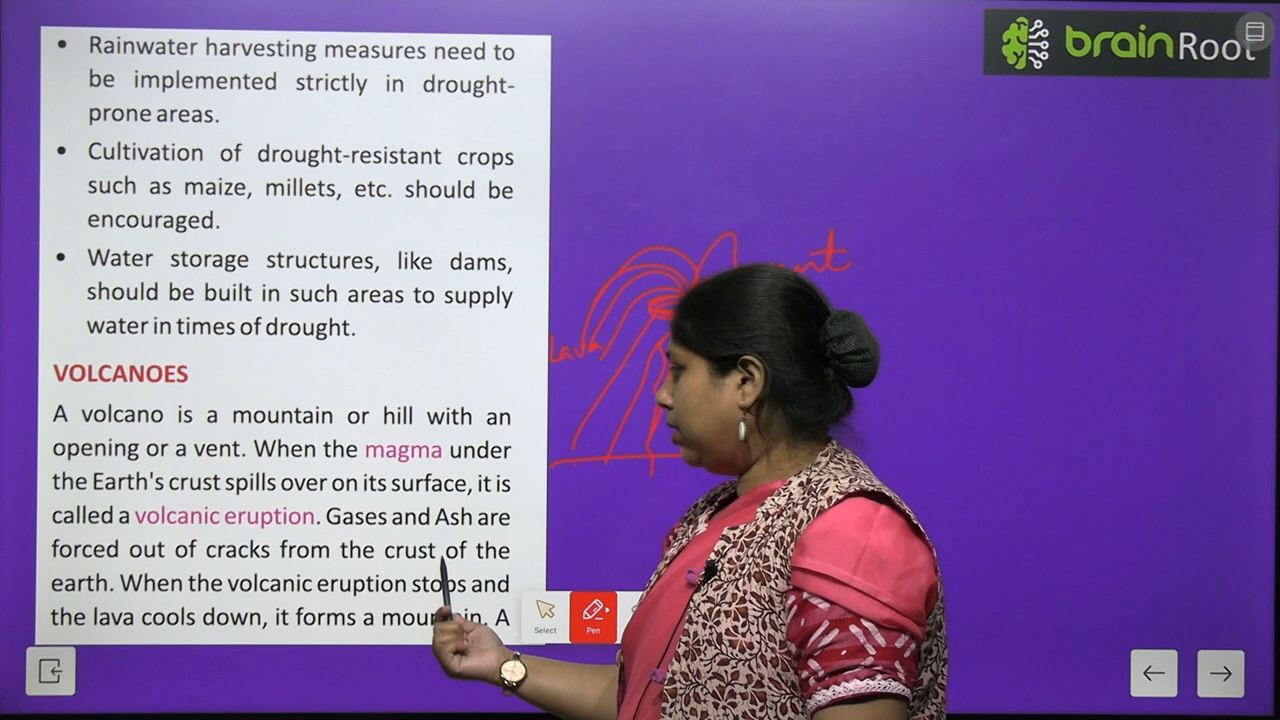 • Rainwater harvesting measures need to
be implemented strictly in drought-
prone areas.
• Cultivation of drought-resistant crops
such as maize, millets, etc. should be
encouraged.
• Water storage structures, like dams,
should be built in such areas to supply
water in times of drought.
VOLCANOES
A volcano is a mountain or hill with an
opening or a vent. When the magma under
the Earth's crust spills over on its surface, it is
called a volcanic eruption. Gases and Ash are
forced out of cracks from the crust of the
earth. When the volcanic eruption stops and
the lava cools down, it forms a mountain. A
brainRoot
Lava
Select
Pen